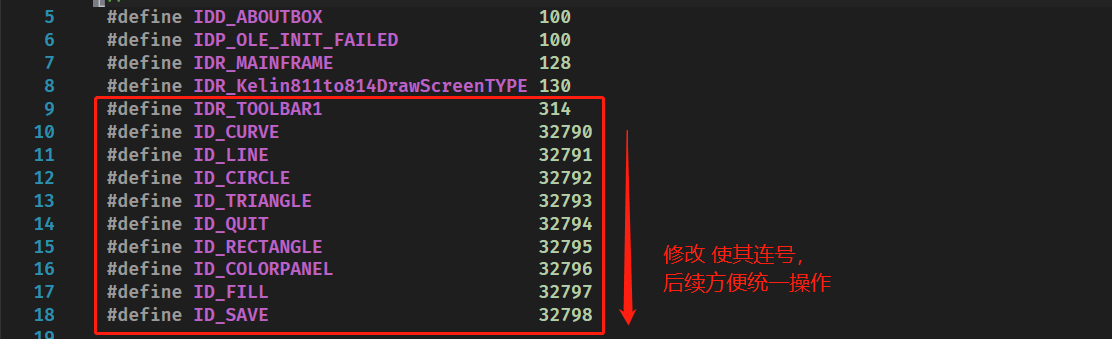 5 #define IDD_ABOUTBOX 100
6 #define IDP_OLE_INIT_FAILED 100
7 #define IDR_MAINFRAME 128
8 #define IDR_Kelin811to814DrawScreenTYPE 130
9 #define IDR_TOOLBAR1 314
10 #define ID_CURVE 32790
11 #define ID_LINE 32791
12 #define ID_CIRCLE 32792
13 #define ID_TRIANGLE 32793
14 #define ID_QUIT 32794
15 #define ID_RECTANGLE 32795
16 #define ID_COLORPANEL 32796
17 #define ID_FILL 32797
18 #define ID_SAVE 32798
19
修改 使其连号，
后续方便统一操作